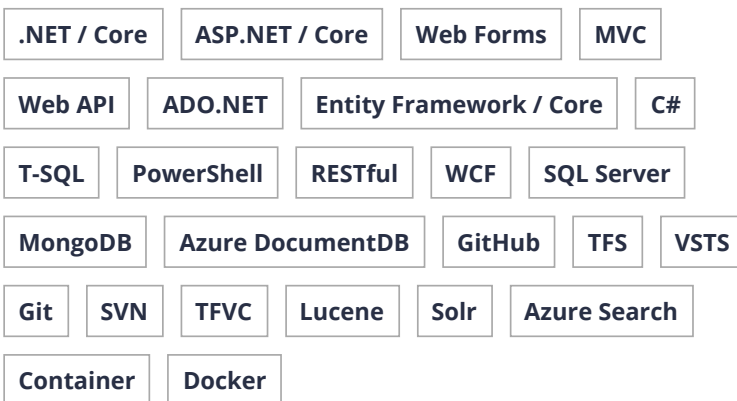 .NET / Core ASP.NET / Core Web Forms MVC
Web API ADO.NET Entity Framework / Core C#
T-SQL PowerShell RESTful WCF SQL Server
MongoDB Azure DocumentDB GitHub TFS VSTS
Git SVN TFVC Lucene Solr Azure Search
Container Docker